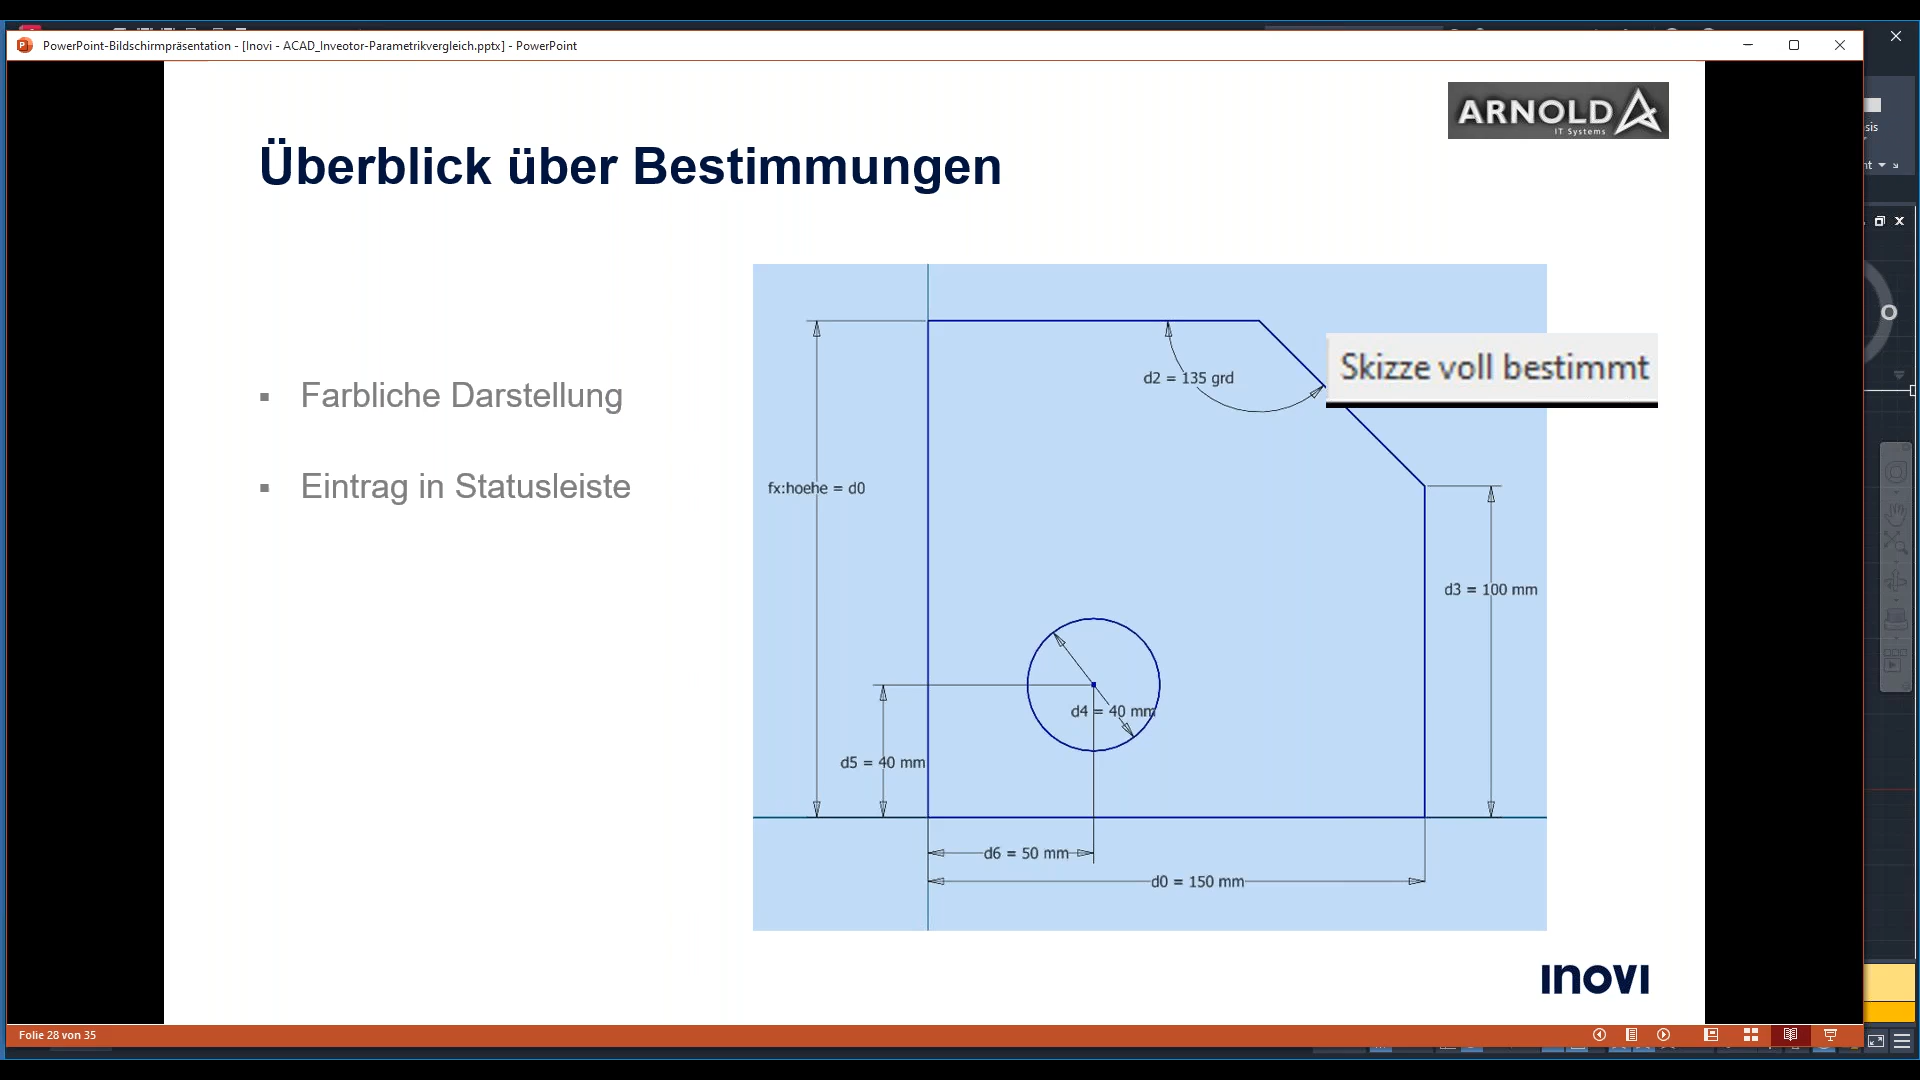 PowerPoint-Bildschirmpräsentation - [Inovi - ACAD_Inveotor-Parametrikvergleich.pptx] - PowerPoint
ARNOLD
IT Systems
Überblick über Bestimmungen
▪ Farbliche Darstellung
▪ Eintrag in Statusleiste
d2 = 135 grd
Skizze voll bestimmt
fx:hoehe = d0
d3 = 100 mm
d4 = 40 mm
d5 = 40 mm
d6 = 50 mm
d0 = 150 mm
INOVI
Folie 28 von 35
sis
nt
O